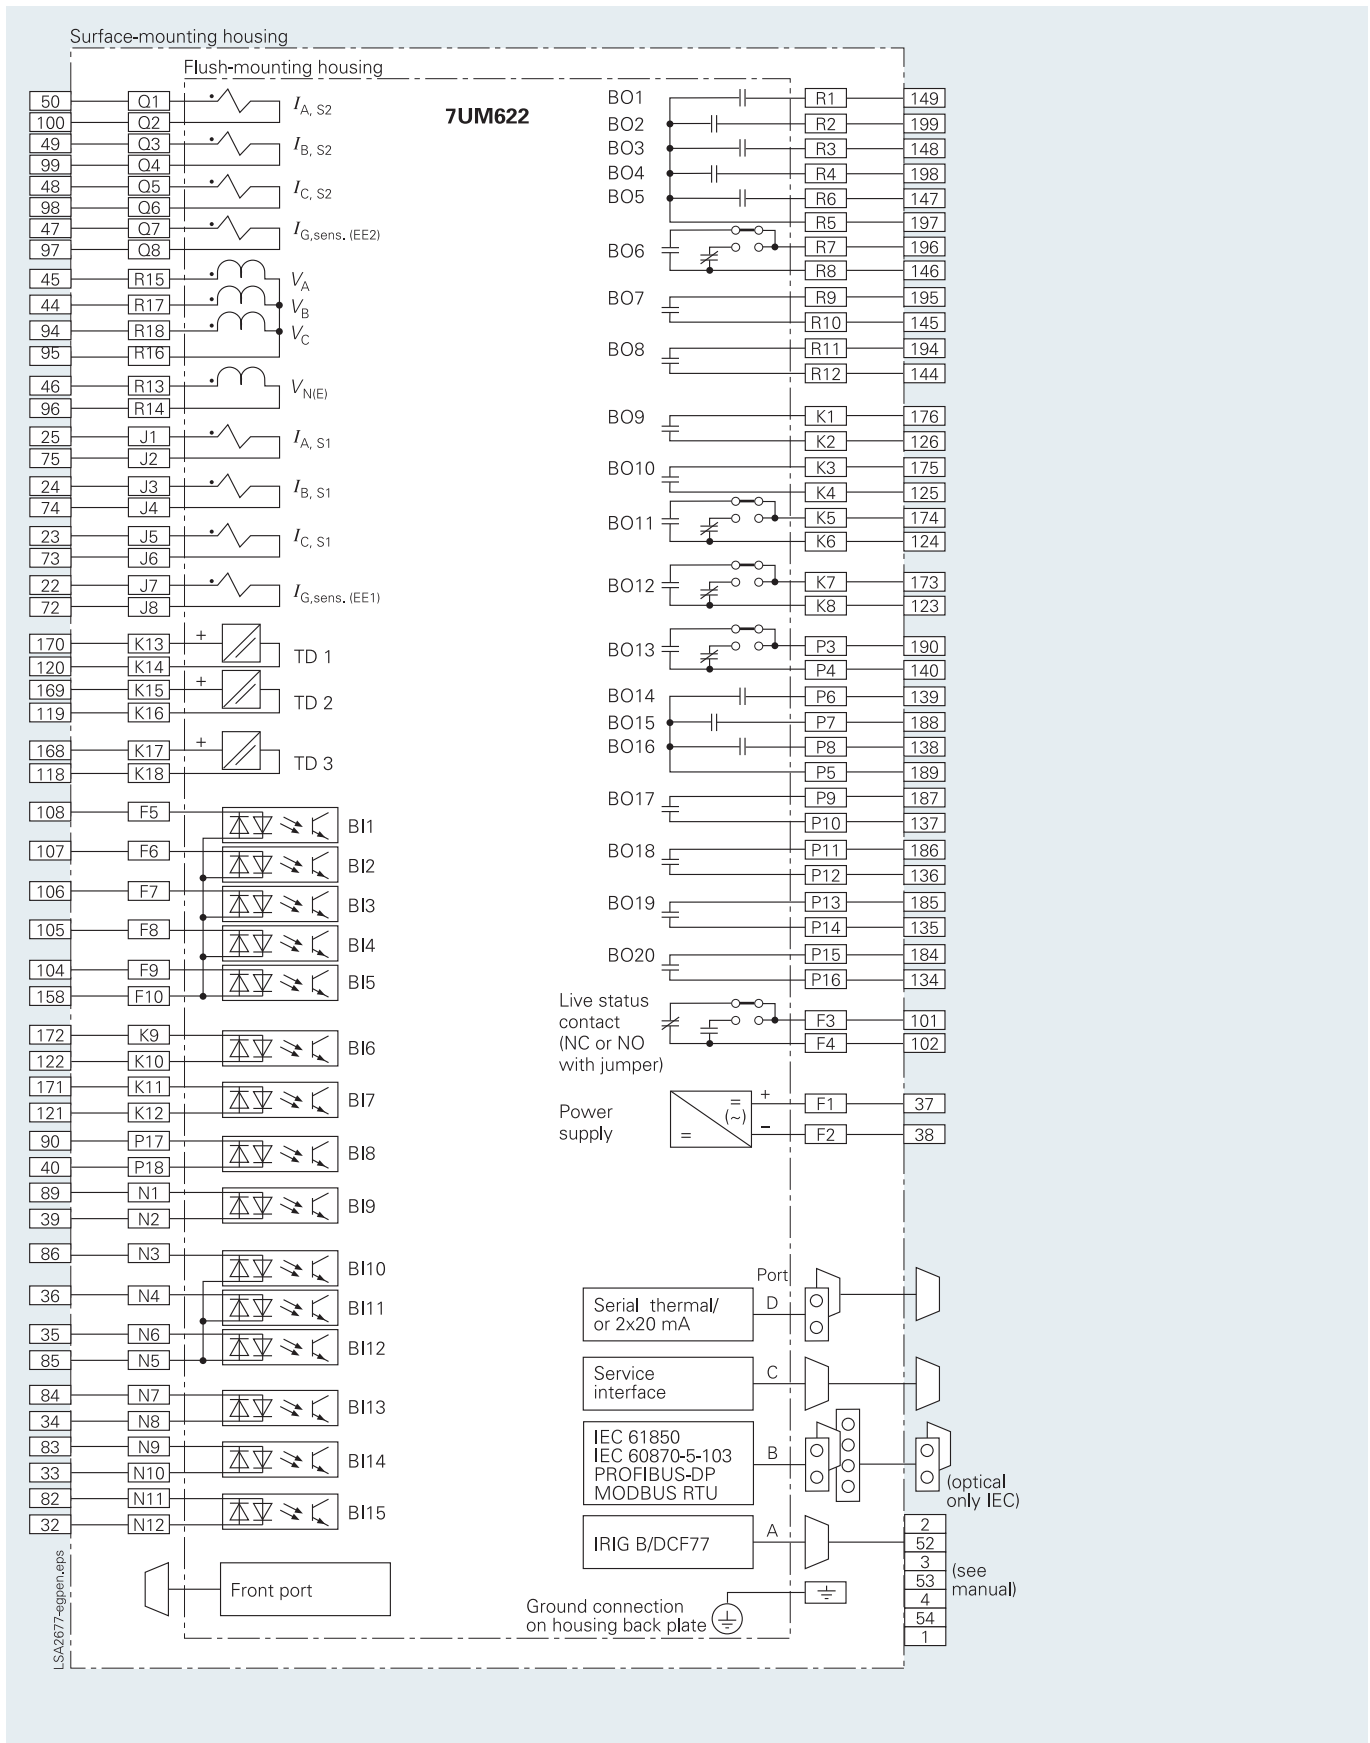 Surface-mounting housing
Flush-mounting housing
7UM622
50 Q1 I A, S2
100 Q2
49 Q3 I B, S2
99 Q4
48 Q5 I C, S2
98 Q6
47 Q7 I G,sens. (EE2)
97 Q8
45 R15 V A
44 R17 V B
94 R18 V C
95 R16
46 R13 V N(E)
96 R14
25 J1 I A, S1
75 J2
24 J3 I B, S1
74 J4
23 J5 I C, S1
73 J6
22 J7 I G,sens. (EE1)
72 J8
170 K13 + TD 1
120 K14
169 K15 + TD 2
119 K16
168 K17 + TD 3
118 K18
108 F5 BI1
107 F6 BI2
106 F7 BI3
105 F8 BI4
104 F9 BI5
158 F10
172 K9 BI6
122 K10
171 K11 BI7
121 K12
90 P17 BI8
40 P18
89 N1 BI9
39 N2
86 N3 BI10
36 N4 BI11
35 N6 BI12
85 N5
84 N7 BI13
34 N8
83 N9 BI14
33 N10
82 N11 BI15
32 N12
Front port
LSA2677-egpen.eps
BO1 R1 149
BO2 R2 199
BO3 R3 148
BO4 R4 198
BO5 R6 147
R5 197
BO6 R7 196
R8 146
BO7 R9 195
R10 145
BO8 R11 194
R12 144
BO9 K1 176
K2 126
BO10 K3 175
K4 125
BO11 K5 174
K6 124
BO12 K7 173
K8 123
BO13 P3 190
P4 140
BO14 P6 139
BO15 P7 188
BO16 P8 138
P5 189
BO17 P9 187
P10 137
BO18 P11 186
P12 136
BO19 P13 185
P14 135
BO20 P15 184
P16 134
Live status
contact
(NC or NO
with jumper)
F3 101
F4 102
Power
supply
= (~) =
+ F1 37
– F2 38
Port
Serial thermal/
or 2x20 mA
D
Service
interface
C
IEC 61850
IEC 60870-5-103
PROFIBUS-DP
MODBUS RTU
B
(optical
only IEC)
IRIG B/DCF77
A
2
52
3
53
4
54
1
(see
manual)
Ground connection
on housing back plate